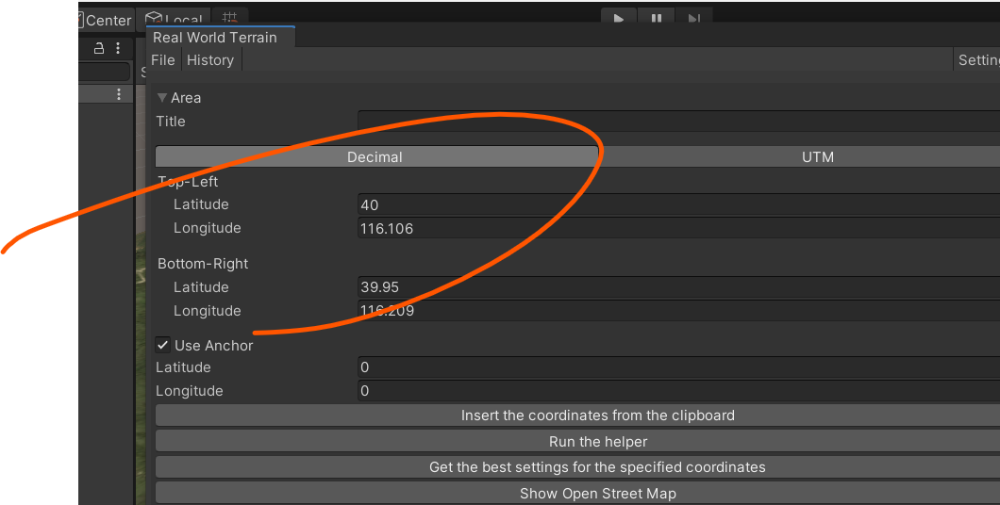 Center Local
Real World Terrain
File History
Area
Title
Decimal UTM
Top-Left
Latitude 40
Longitude 116.106
Bottom-Right
Latitude 39.95
Longitude 116.209
Use Anchor
Latitude 0
Longitude 0
Insert the coordinates from the clipboard
Run the helper
Get the best settings for the specified coordinates
Show Open Street Map